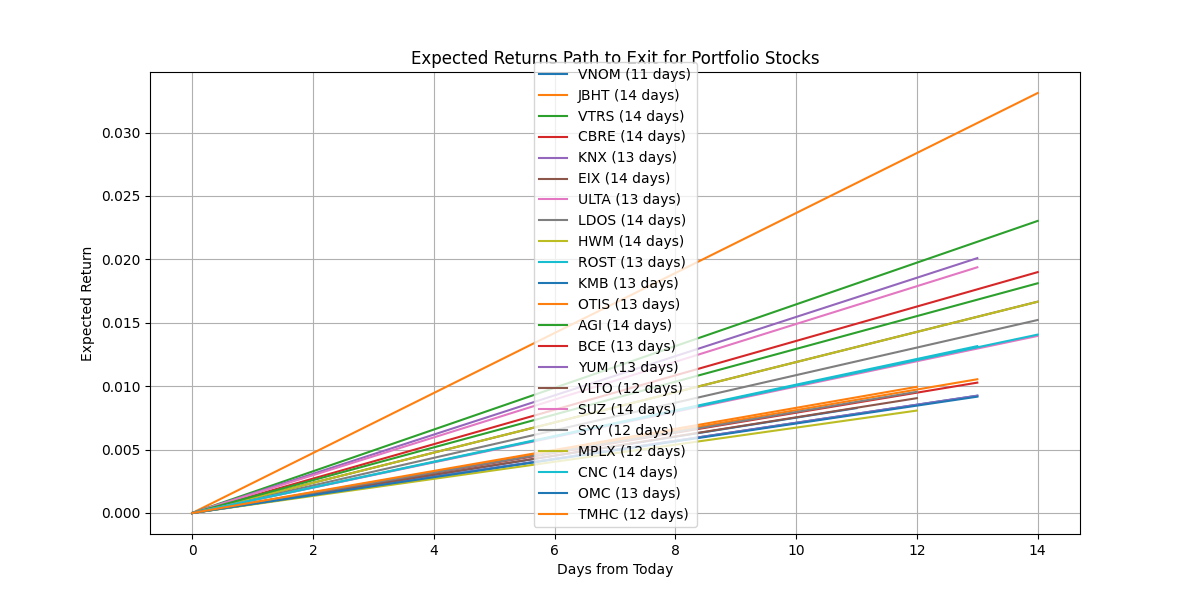 Expected Returns Path to Exit for Portfolio Stocks
VNOM (11 days)
JBHT (14 days)
VTRS (14 days)
CBRE (14 days)
KNX (13 days)
EIX (14 days)
ULTA (13 days)
LDOS (14 days)
HWM (14 days)
ROST (13 days)
KMB (13 days)
OTIS (13 days)
AGI (14 days)
BCE (13 days)
YUM (13 days)
VLTO (12 days)
SUZ (14 days)
SYY (12 days)
MPLX (12 days)
CNC (14 days)
OMC (13 days)
TMHC (12 days)
Expected Return
0.030
0.025
0.020
0.015
0.010
0.005
0.000
0 2 4 6 8 10 12 14
Days from Today